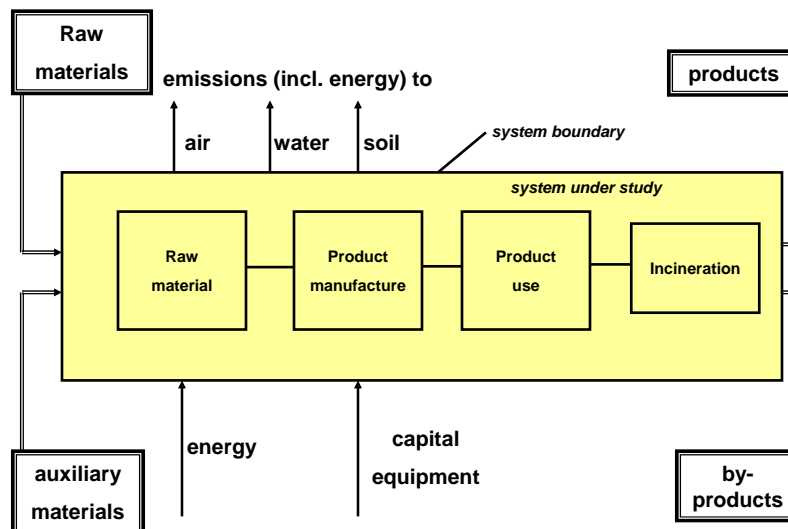 Raw
materials
emissions (incl. energy) to
products
air
water
soil
system boundary
system under study
Raw
material
Product
manufacture
Product
use
Incineration
energy
capital
equipment
auxiliary
materials
by-
products